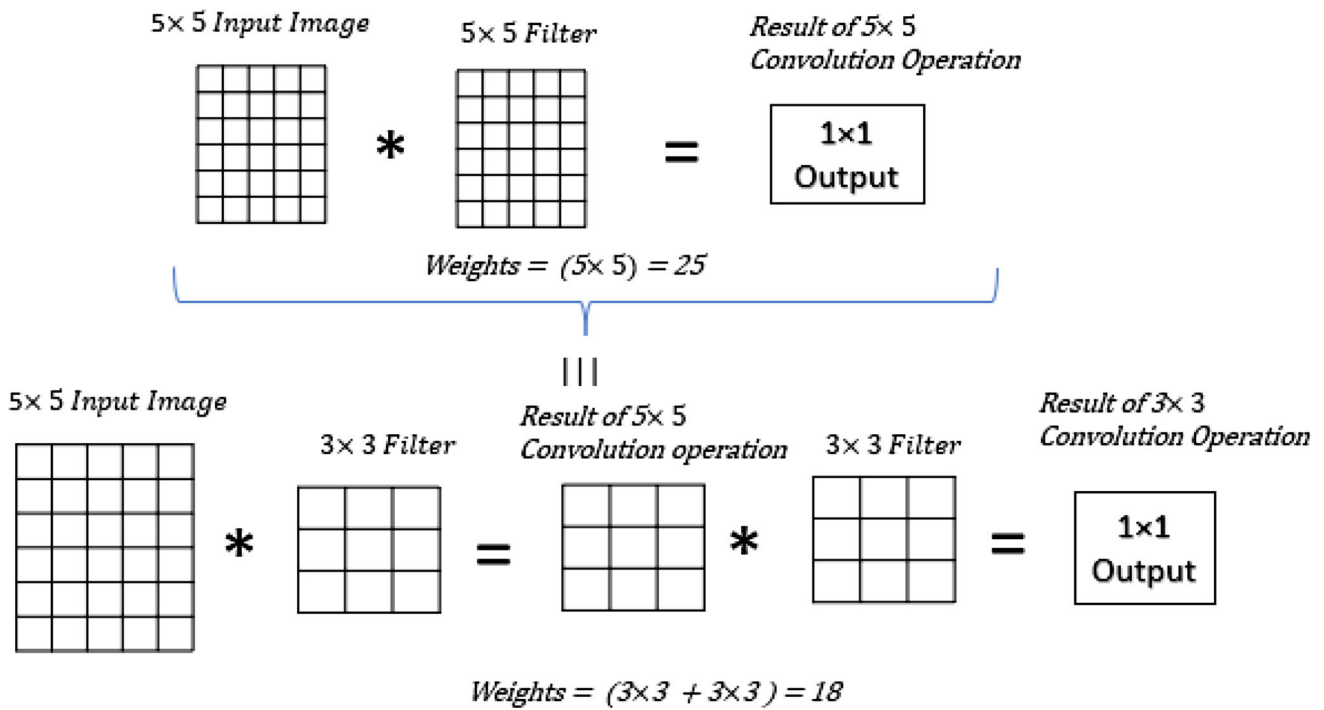 5× 5 Input Image
5× 5 Filter
Result of 5× 5
Convolution Operation
*
=
1×1
Output
Weights = (5× 5) = 25
|||
5× 5 Input Image
3× 3 Filter
Result of 5× 5
Convolution operation
3× 3 Filter
Result of 3× 3
Convolution Operation
*
=
*
=
1×1
Output
Weights = (3×3 + 3×3 ) = 18